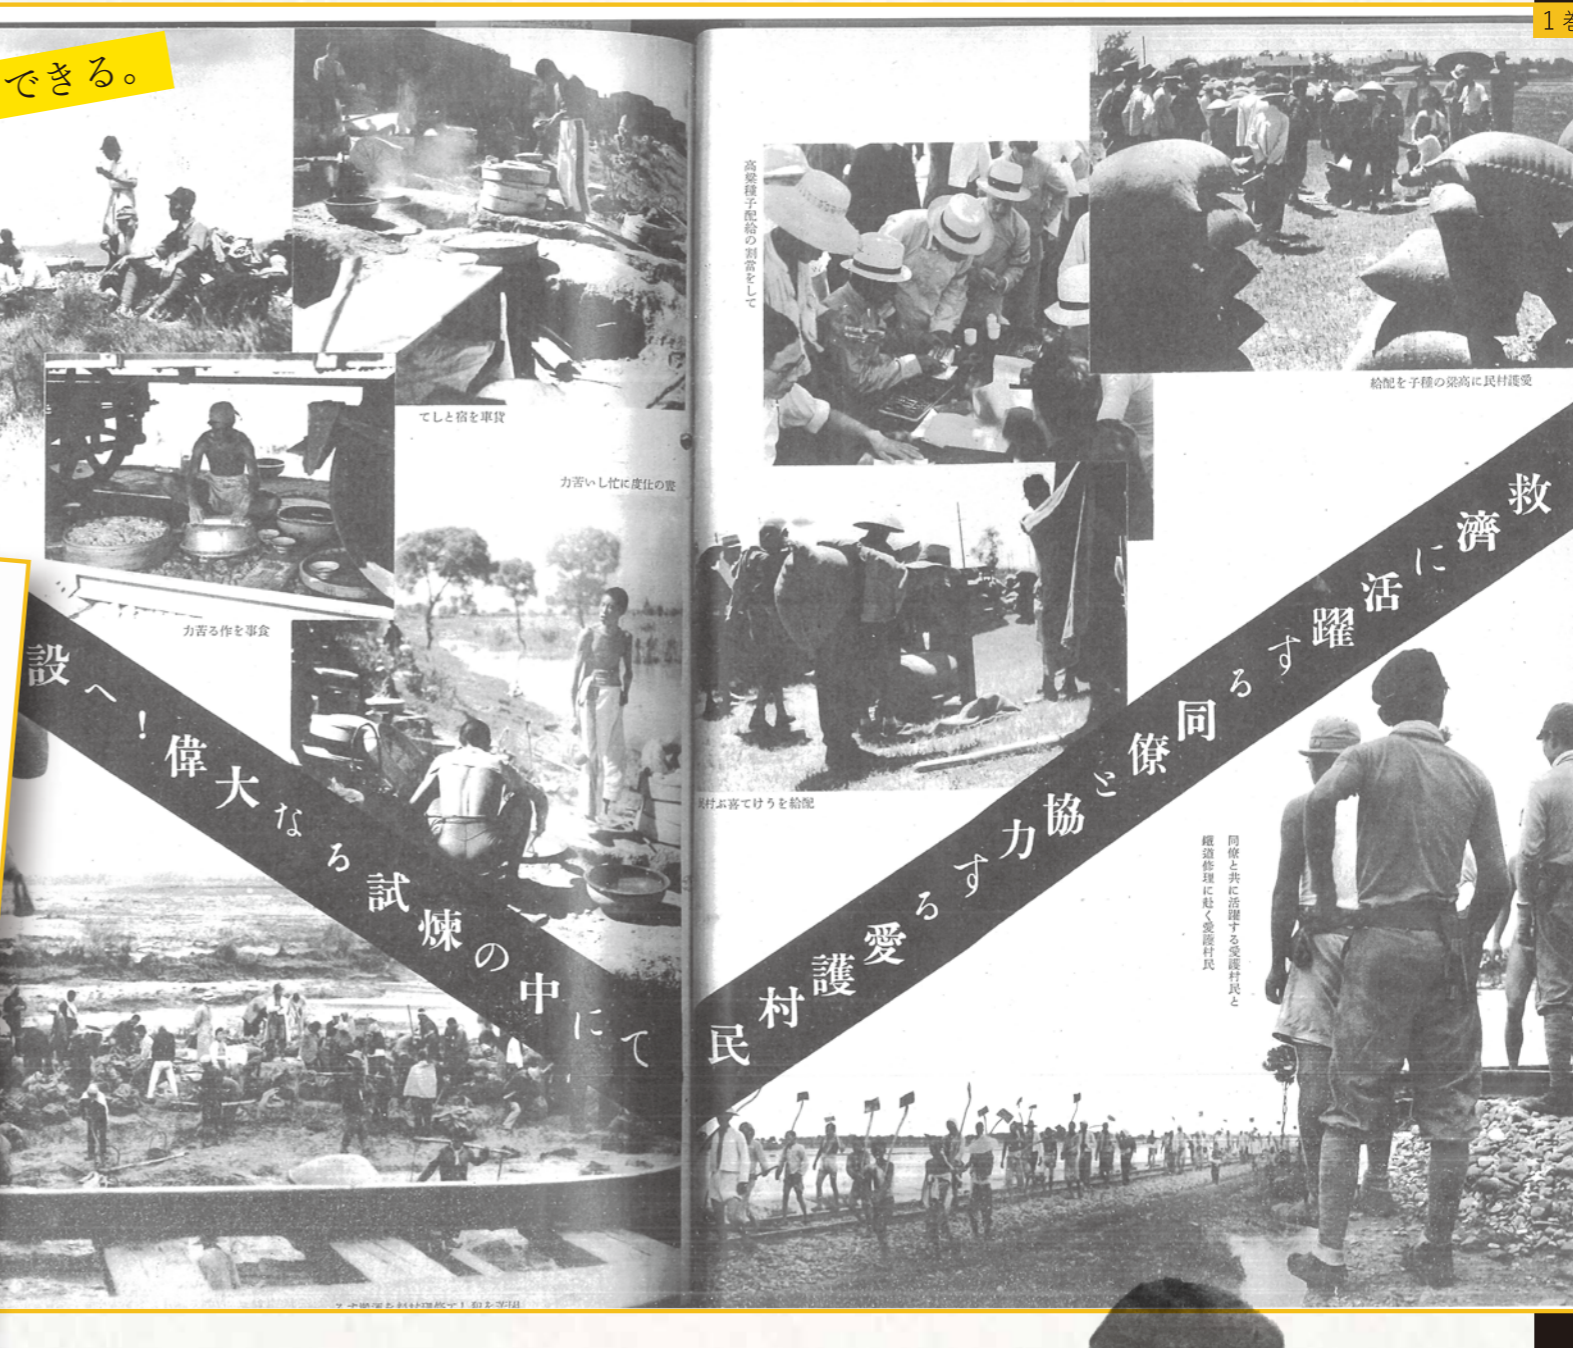 できる。
1
高粱種子配給の割當をして
愛護村民に高粱の種子を配給
貨車を宿として
晝の仕度に忙しい苦力
食事を作る苦力
配給をうけて喜ぶ村民
救濟に活躍する同僚と協力する愛護村民
設へ！偉大なる試煉の中にて
同僚と共に活躍する愛護村民と
鐵道修理に赴く愛護村民